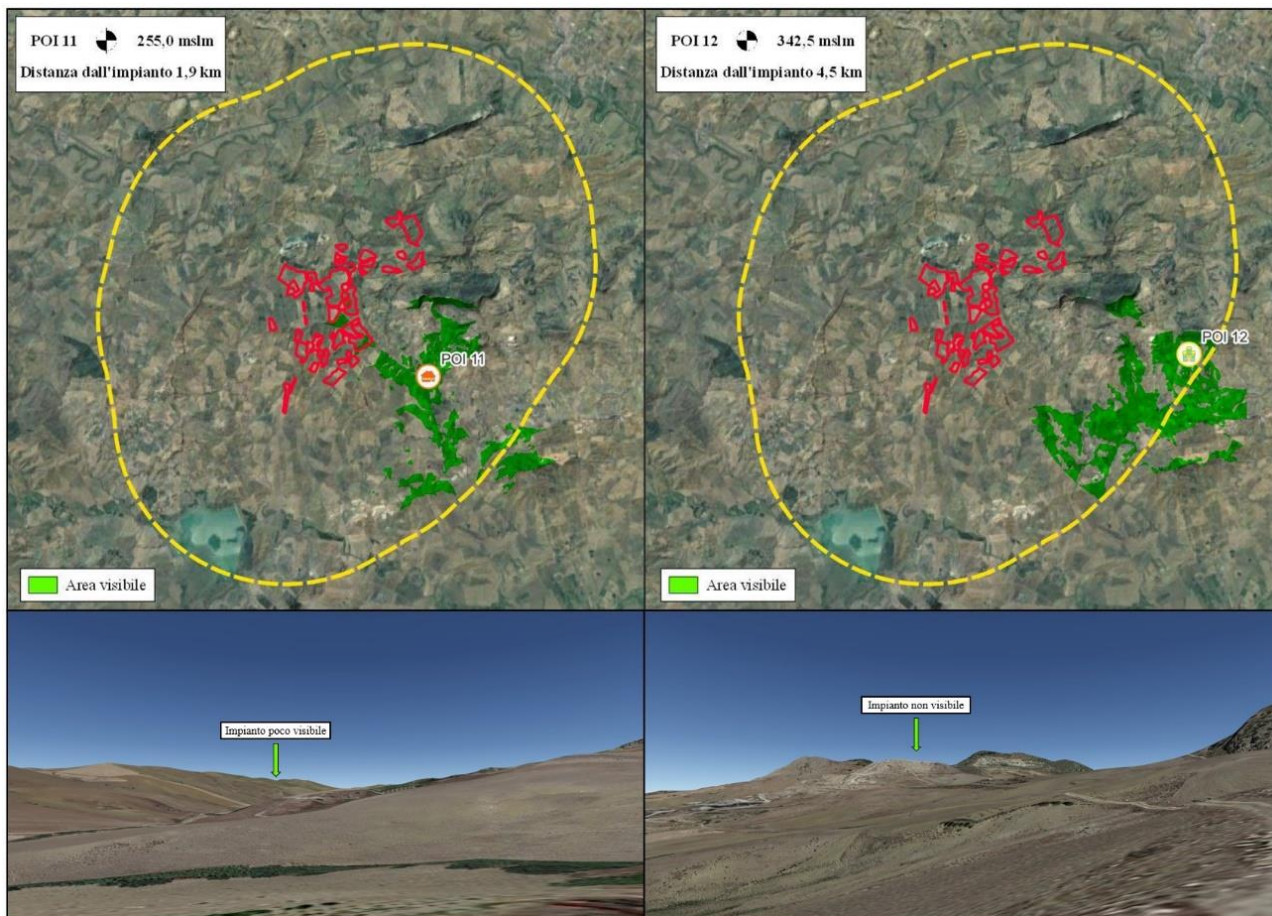 POI 11 255,0 mslm
Distanza dall'impianto 1,9 km
POI 11
Area visibile
POI 12 342,5 mslm
Distanza dall'impianto 4,5 km
POI 12
Area visibile
Impianto poco visibile
Impianto non visibile